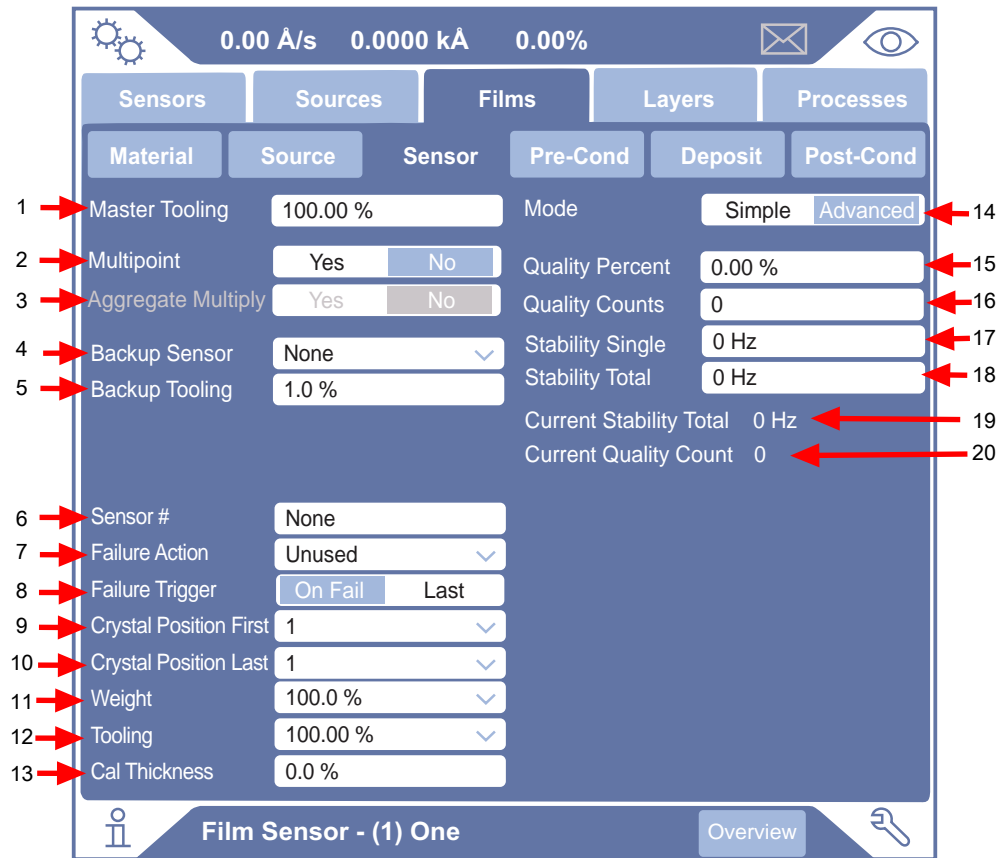 0.00 Å/s 0.0000 kÅ 0.00%
Sensors Sources Films Layers Processes
Material Source Sensor Pre-Cond Deposit Post-Cond
1 Master Tooling 100.00 %
2 Multipoint Yes No
3 Aggregate Multiply Yes No
4 Backup Sensor None
5 Backup Tooling 1.0 %
6 Sensor # None
7 Failure Action Unused
8 Failure Trigger On Fail Last
9 Crystal Position First 1
10 Crystal Position Last 1
11 Weight 100.0 %
12 Tooling 100.00 %
13 Cal Thickness 0.0 %
Mode Simple Advanced 14
Quality Percent 0.00 % 15
Quality Counts 0 16
Stability Single 0 Hz 17
Stability Total 0 Hz 18
Current Stability Total 0 Hz 19
Current Quality Count 0 20
Film Sensor - (1) One Overview